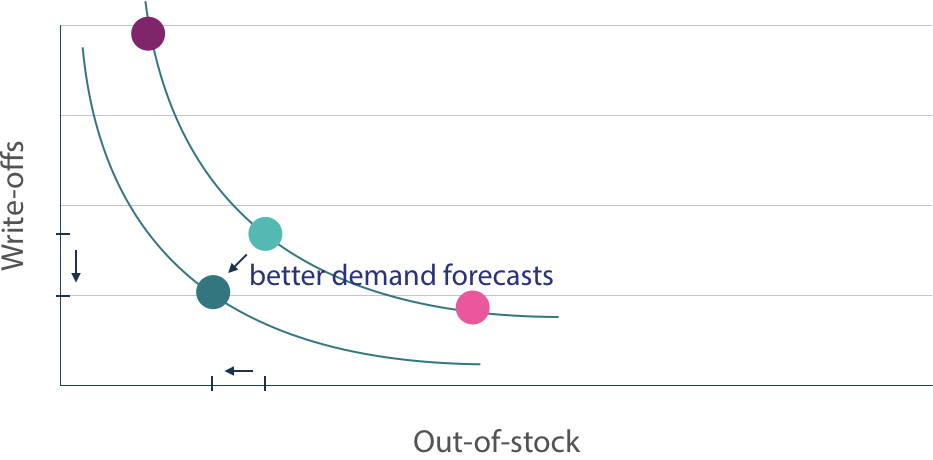 Write-offs
better demand forecasts
Out-of-stock